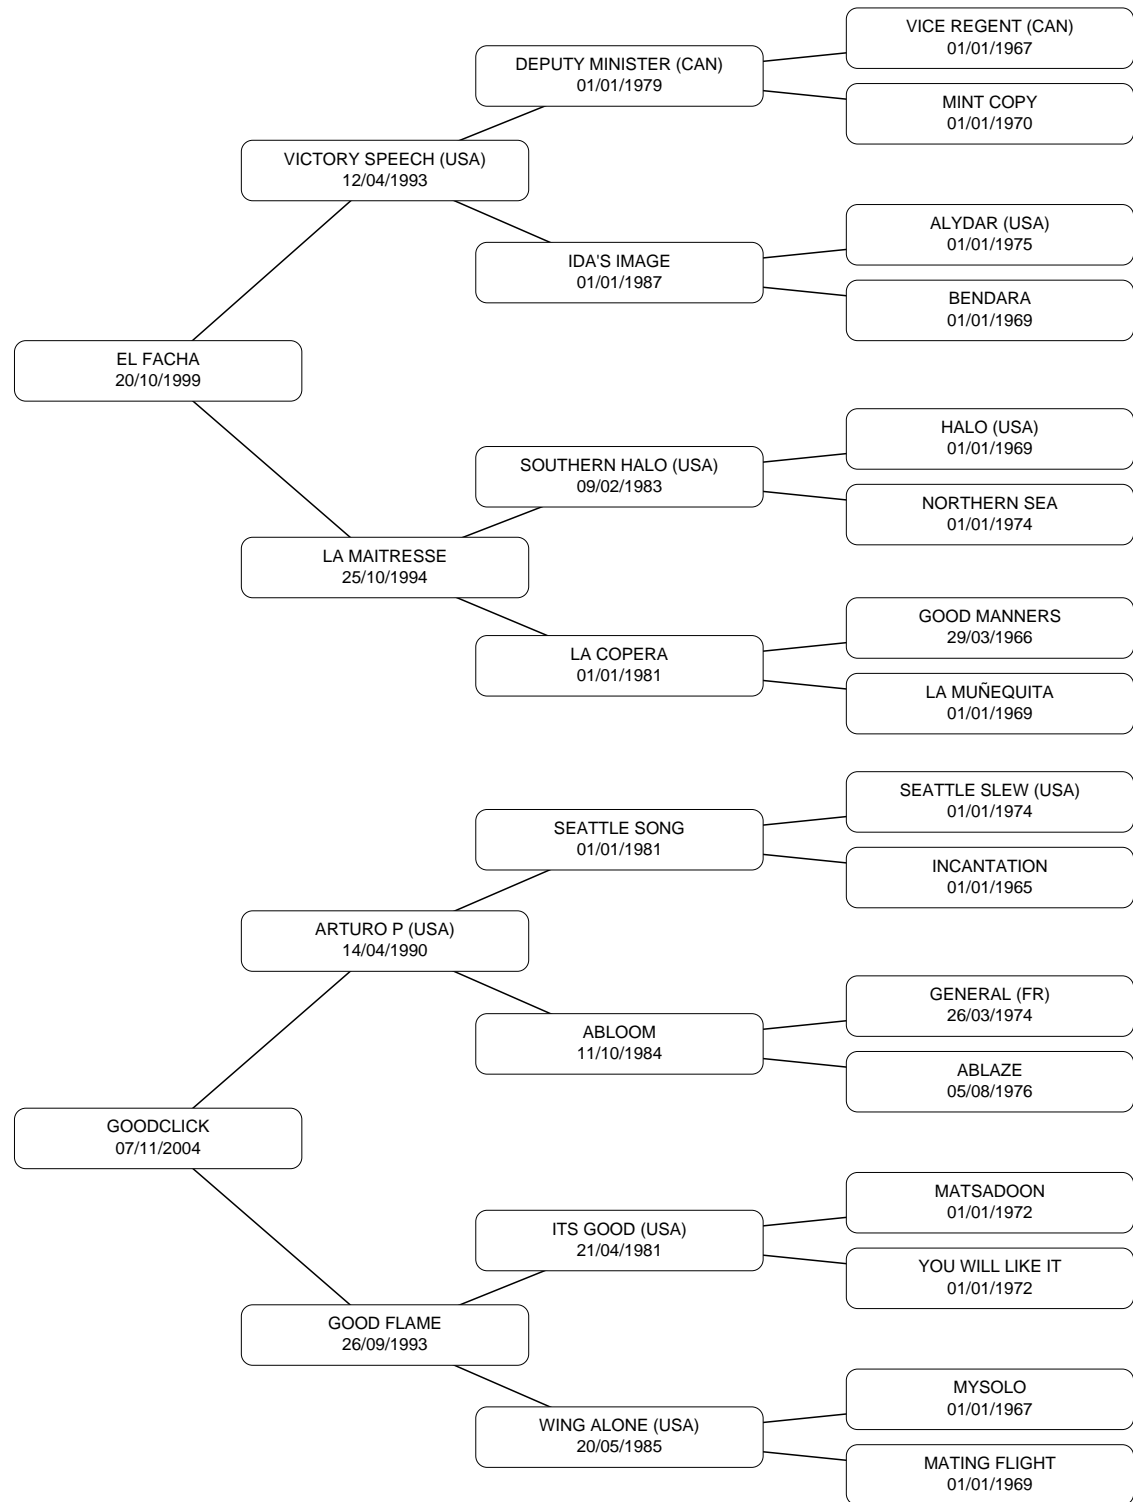 VICE REGENT (CAN)
01/01/1967
DEPUTY MINISTER (CAN)
01/01/1979
MINT COPY
01/01/1970
VICTORY SPEECH (USA)
12/04/1993
ALYDAR (USA)
01/01/1975
IDA'S IMAGE
01/01/1987
BENDARA
01/01/1969
EL FACHA
20/10/1999
HALO (USA)
01/01/1969
SOUTHERN HALO (USA)
09/02/1983
NORTHERN SEA
01/01/1974
LA MAITRESSE
25/10/1994
GOOD MANNERS
29/03/1966
LA COPERA
01/01/1981
LA MUÑEQUITA
01/01/1969
SEATTLE SLEW (USA)
01/01/1974
SEATTLE SONG
01/01/1981
INCANTATION
01/01/1965
ARTURO P (USA)
14/04/1990
GENERAL (FR)
26/03/1974
ABLOOM
11/10/1984
ABLAZE
05/08/1976
GOODCLICK
07/11/2004
MATSADOON
01/01/1972
ITS GOOD (USA)
21/04/1981
YOU WILL LIKE IT
01/01/1972
GOOD FLAME
26/09/1993
MYSOLO
01/01/1967
WING ALONE (USA)
20/05/1985
MATING FLIGHT
01/01/1969